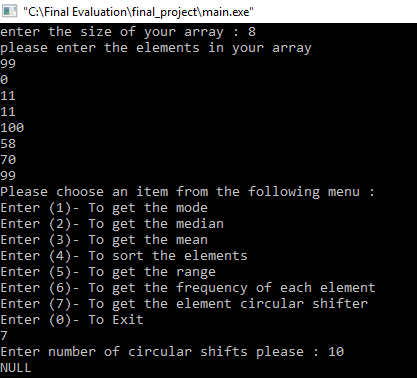 "C:\Final Evaluation\final_project\main.exe"
enter the size of your array : 8
please enter the elements in your array
99
0
11
11
100
58
70
99
Please choose an item from the following menu :
Enter (1)- To get the mode
Enter (2)- To get the median
Enter (3)- To get the mean
Enter (4)- To sort the elements
Enter (5)- To get the range
Enter (6)- To get the frequency of each element
Enter (7)- To get the element circular shifter
Enter (0)- To Exit
7
Enter number of circular shifts please : 10
NULL